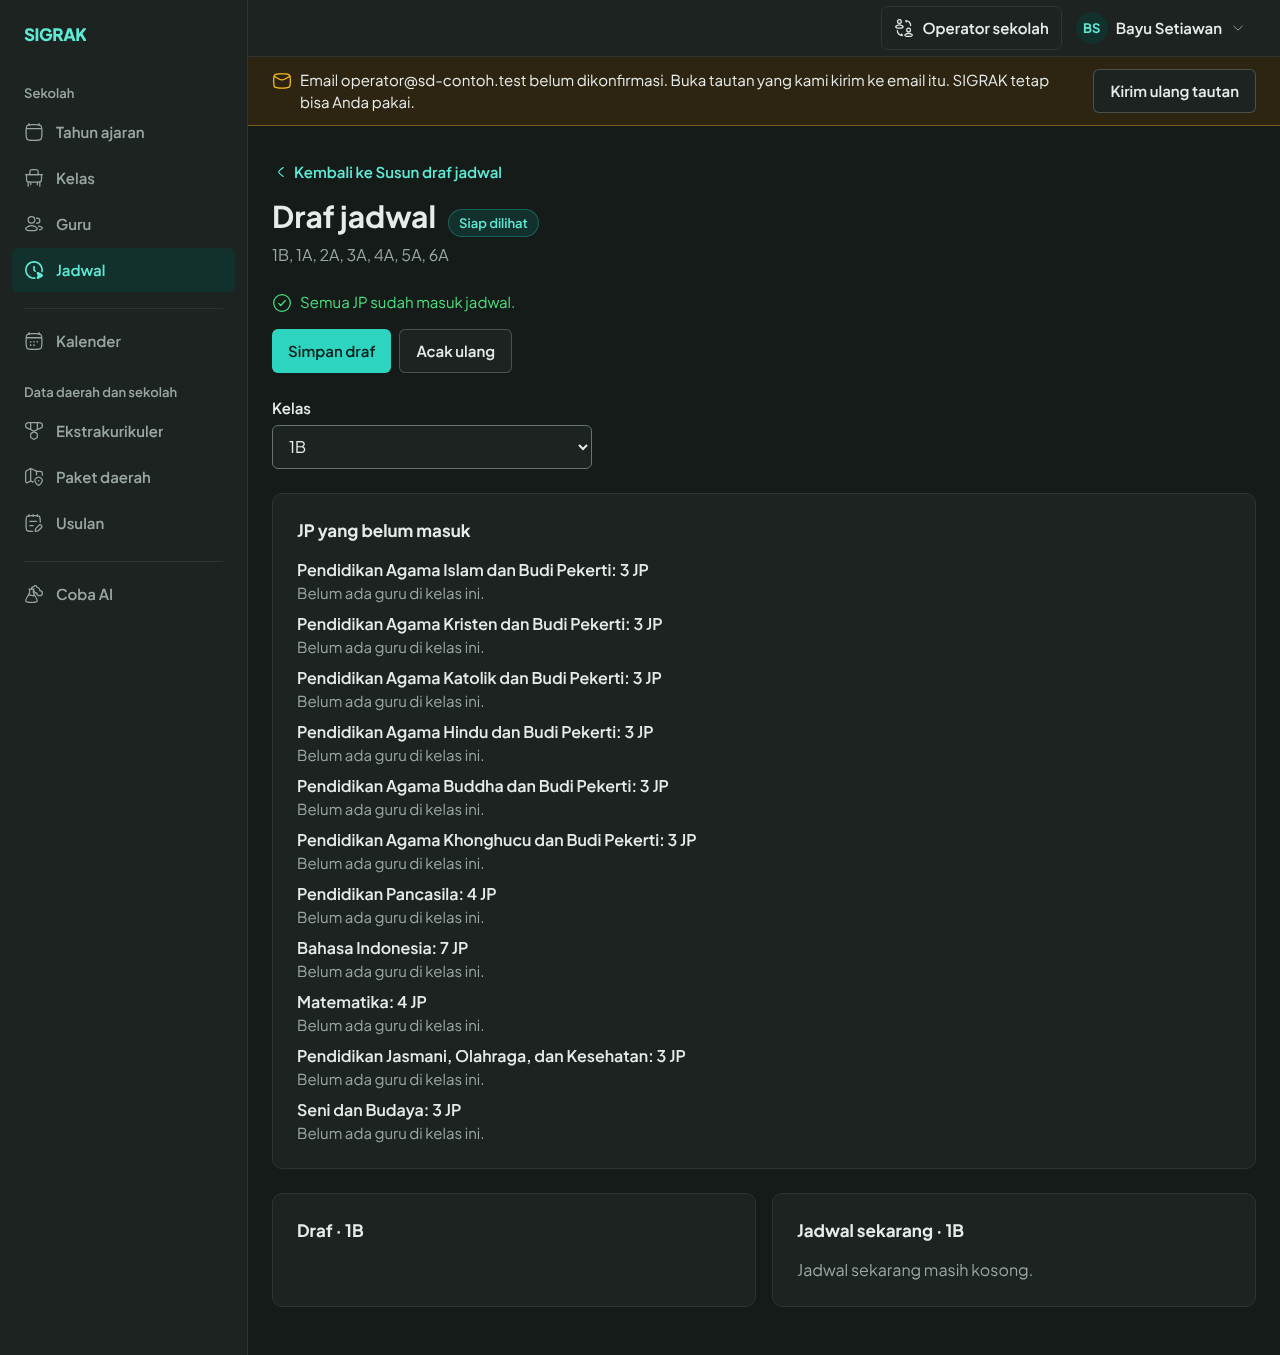 SIGRAK
Sekolah
Tahun ajaran
Kelas
Guru
Jadwal
Kalender
Data daerah dan sekolah
Ekstrakurikuler
Paket daerah
Usulan
Coba AI
Operator sekolah
BS
Bayu Setiawan
Email operator@sd-contoh.test belum dikonfirmasi. Buka tautan yang kami kirim ke email itu. SIGRAK tetap
bisa Anda pakai.
Kirim ulang tautan
Kembali ke Susun draf jadwal
Draf jadwal
Siap dilihat
1B, 1A, 2A, 3A, 4A, 5A, 6A
Semua JP sudah masuk jadwal.
Simpan draf
Acak ulang
Kelas
1B
JP yang belum masuk
Pendidikan Agama Islam dan Budi Pekerti: 3 JP
Belum ada guru di kelas ini.
Pendidikan Agama Kristen dan Budi Pekerti: 3 JP
Belum ada guru di kelas ini.
Pendidikan Agama Katolik dan Budi Pekerti: 3 JP
Belum ada guru di kelas ini.
Pendidikan Agama Hindu dan Budi Pekerti: 3 JP
Belum ada guru di kelas ini.
Pendidikan Agama Buddha dan Budi Pekerti: 3 JP
Belum ada guru di kelas ini.
Pendidikan Agama Khonghucu dan Budi Pekerti: 3 JP
Belum ada guru di kelas ini.
Pendidikan Pancasila: 4 JP
Belum ada guru di kelas ini.
Bahasa Indonesia: 7 JP
Belum ada guru di kelas ini.
Matematika: 4 JP
Belum ada guru di kelas ini.
Pendidikan Jasmani, Olahraga, dan Kesehatan: 3 JP
Belum ada guru di kelas ini.
Seni dan Budaya: 3 JP
Belum ada guru di kelas ini.
Draf · 1B
Jadwal sekarang · 1B
Jadwal sekarang masih kosong.